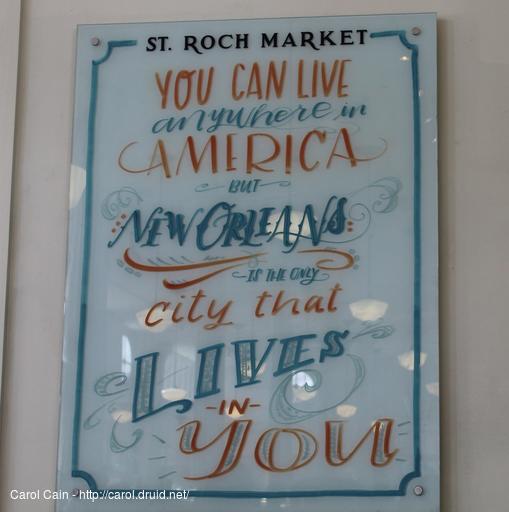 ST. ROCH MARKET
YOU CAN LIVE
anywhere in
AMERICA
BUT
NEW ORLEANS
IS THE ONLY
city that
LIVES
-IN-
YOU
Carol Cain - http://carol.druid.net/